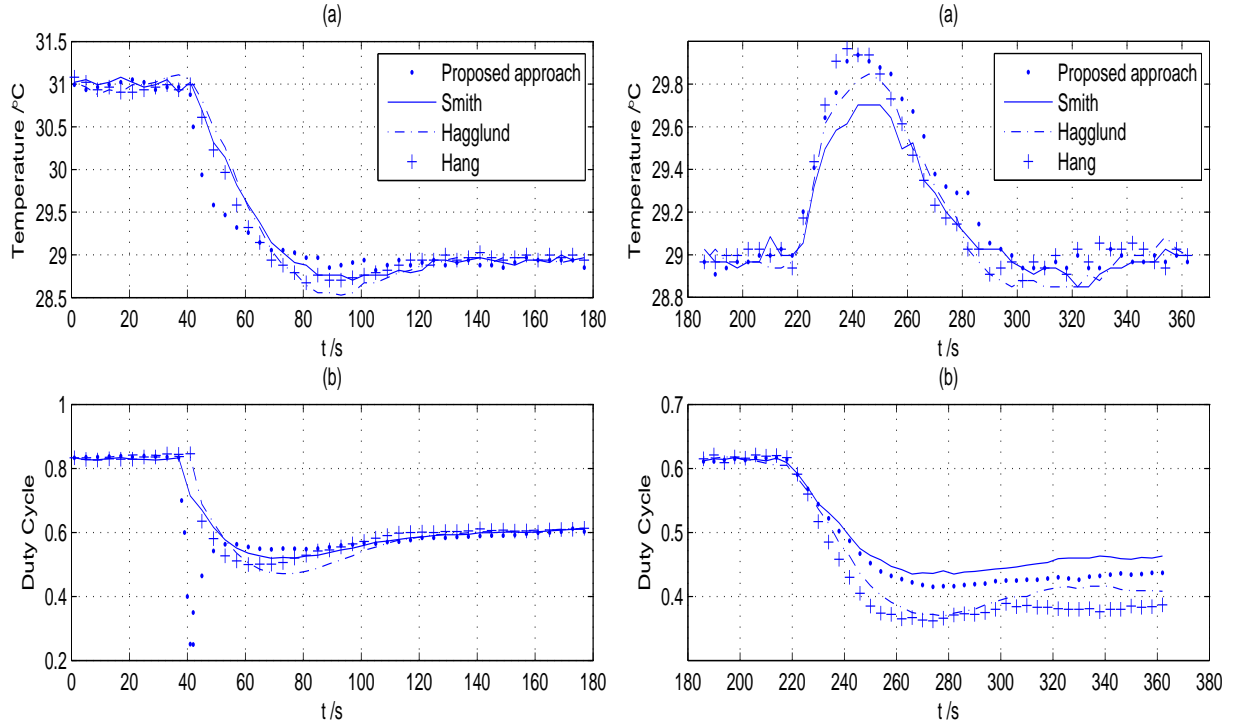 (a)
31.5
31
30.5
30
29.5
29
28.5
0 20 40 60 80 100 120 140 160 180
Temperature /°C
t /s
Proposed approach
Smith
Hagglund
Hang
(a)
29.8
29.6
29.4
29.2
29
28.8
180 200 220 240 260 280 300 320 340 360
Temperature /°C
t /s
Proposed approach
Smith
Hagglund
Hang
(b)
1
0.8
0.6
0.4
0.2
0 20 40 60 80 100 120 140 160 180
Duty Cycle
t /s
(b)
0.7
0.6
0.5
0.4
180 200 220 240 260 280 300 320 340 360 380
Duty Cycle
t /s